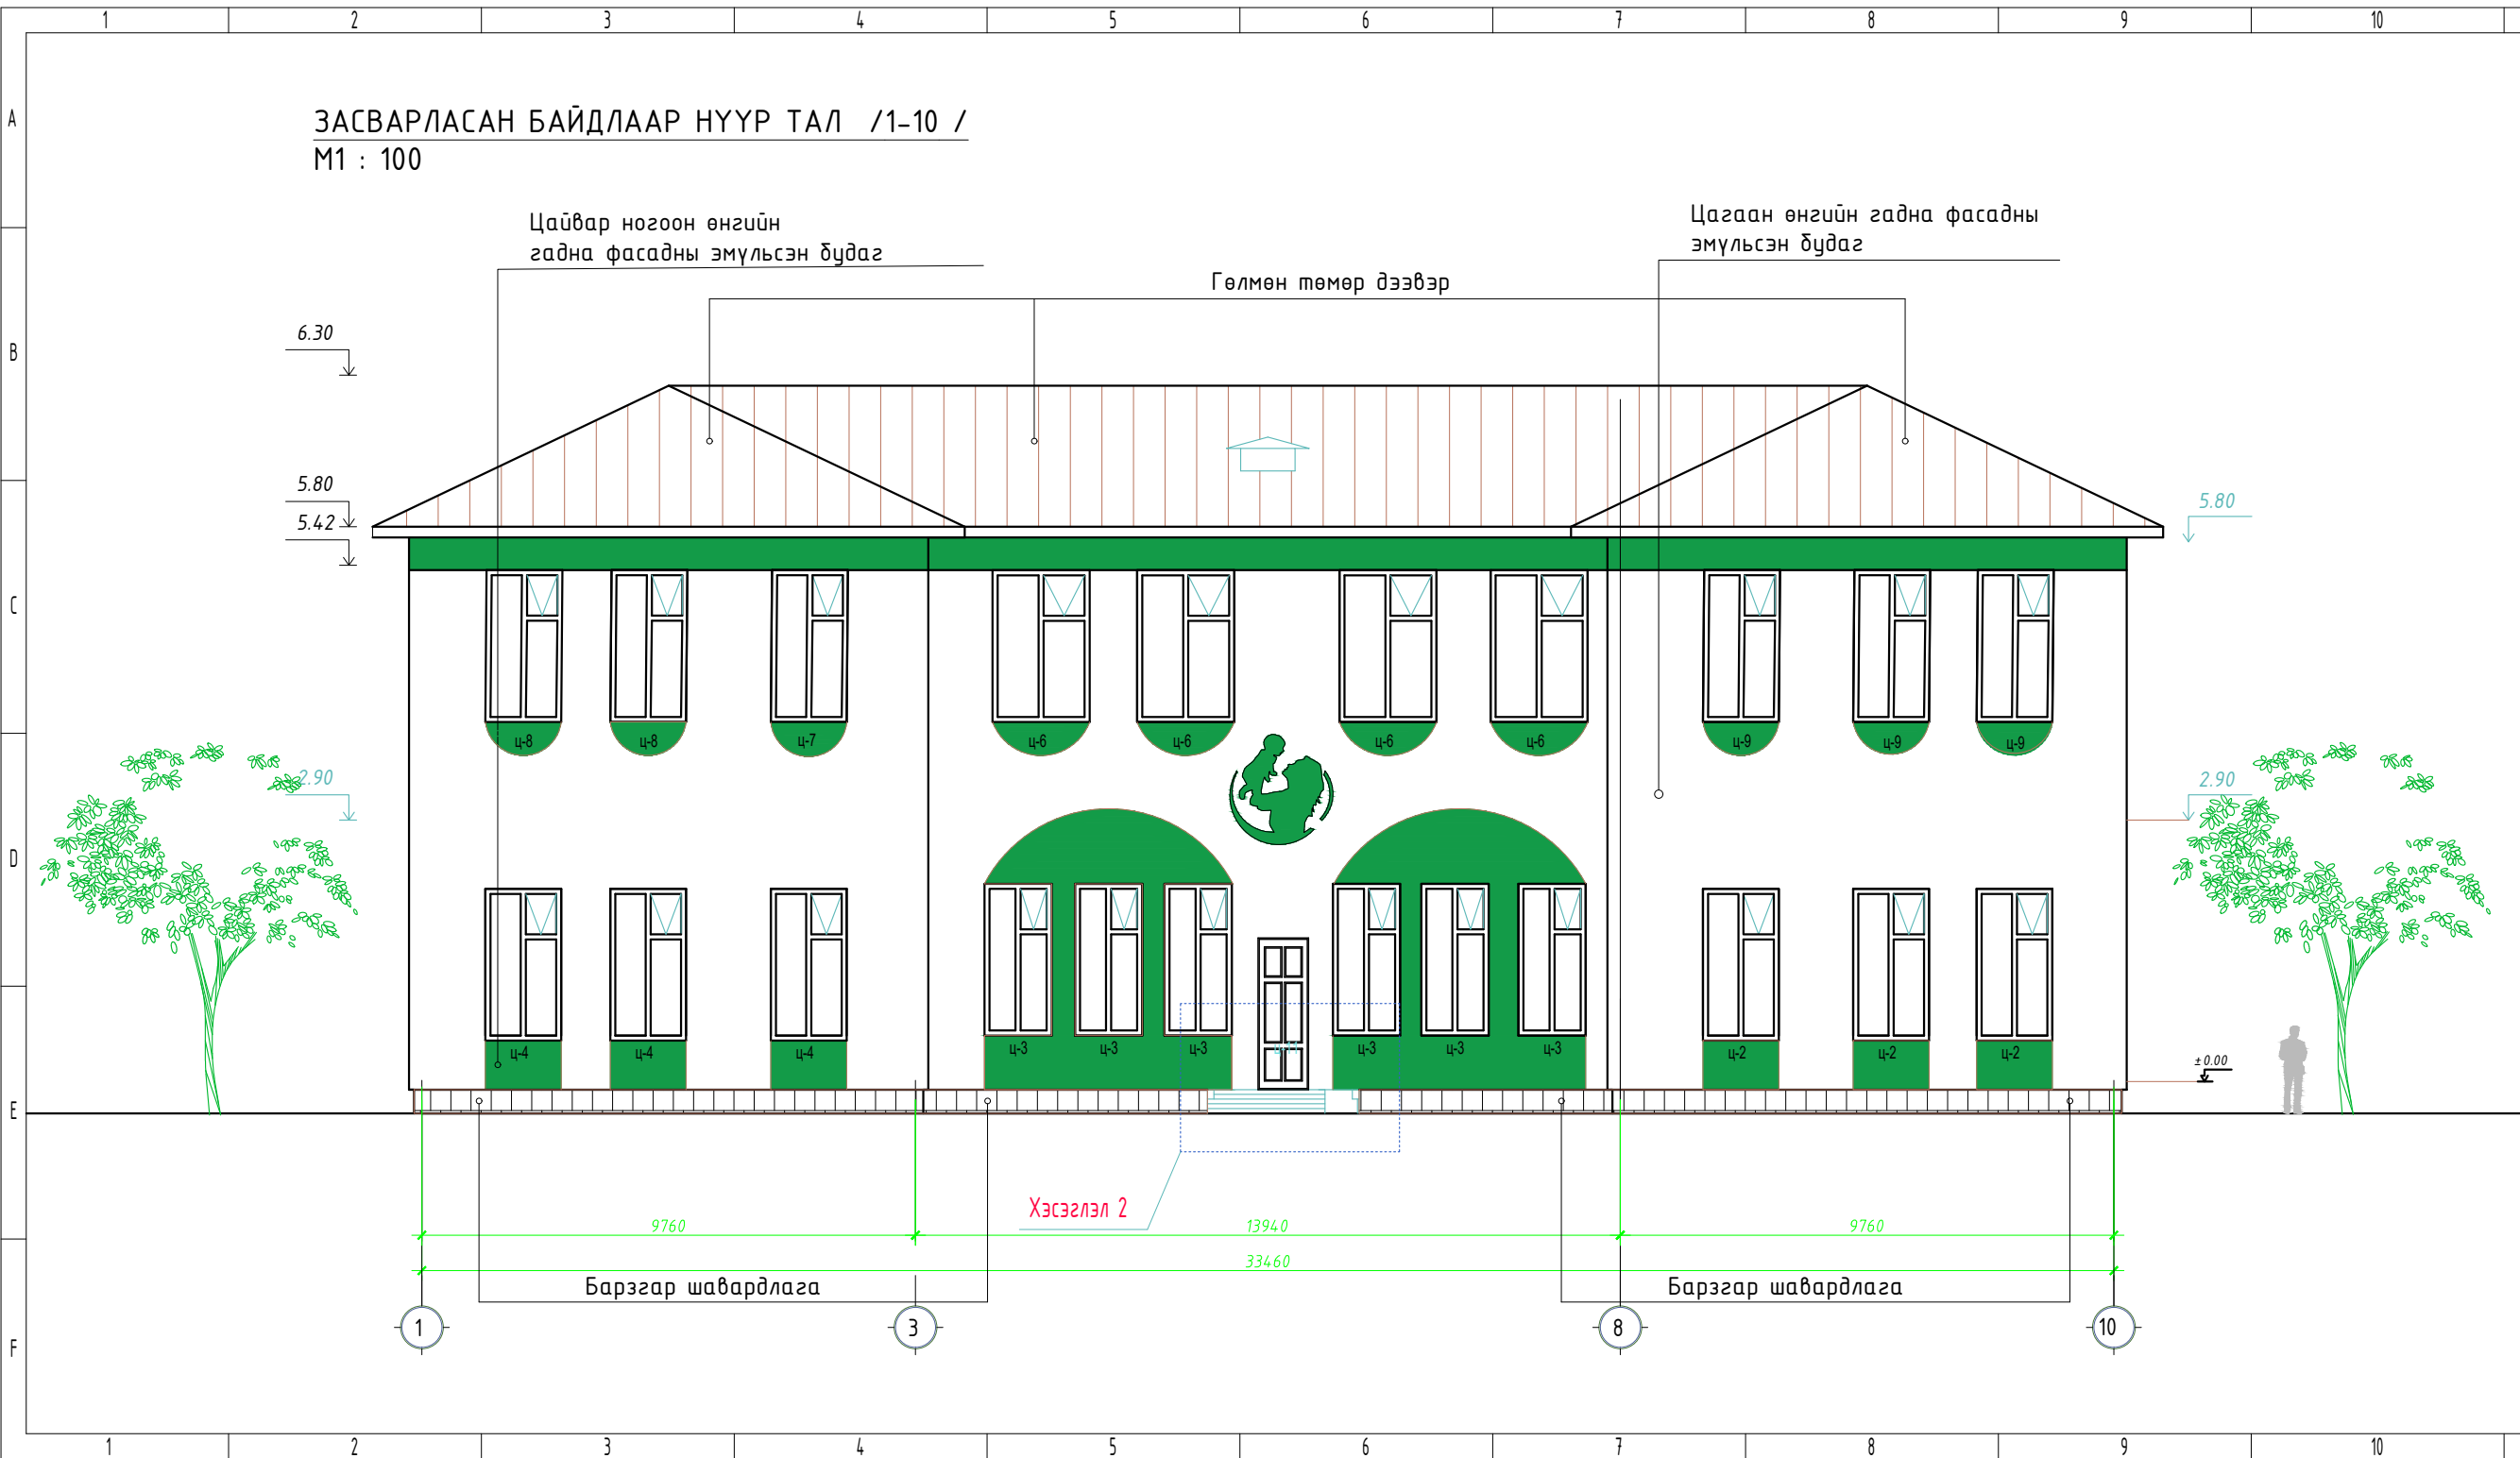 1 2 3 4 5 6 7 8 9 10
A
ЗАСВАРЛАСАН БАЙДЛААР НҮҮР ТАЛ /1-10 /
М1 : 100
Цайвар ногоон өнгийн
гадна фасадны эмүльсэн будаг
Цагаан өнгийн гадна фасадны
эмүльсэн будаг
Гөлмөн төмөр дээвэр
6.30
B
5.80
5.42
5.80
C
ц-8 ц-8 ц-7 ц-6 ц-6 ц-6 ц-6 ц-9 ц-9 ц-9
2.90
2.90
D
ц-4 ц-4 ц-4 ц-3 ц-3 ц-3 ц-3 ц-3 ц-3 ц-2 ц-2 ц-2
±0.00
E
Хэсэглэл 2
9760 13940 9760
33460
Барзгар шавардлага
Барзгар шавардлага
1 3 8 10
F
1 2 3 4 5 6 7 8 9 10